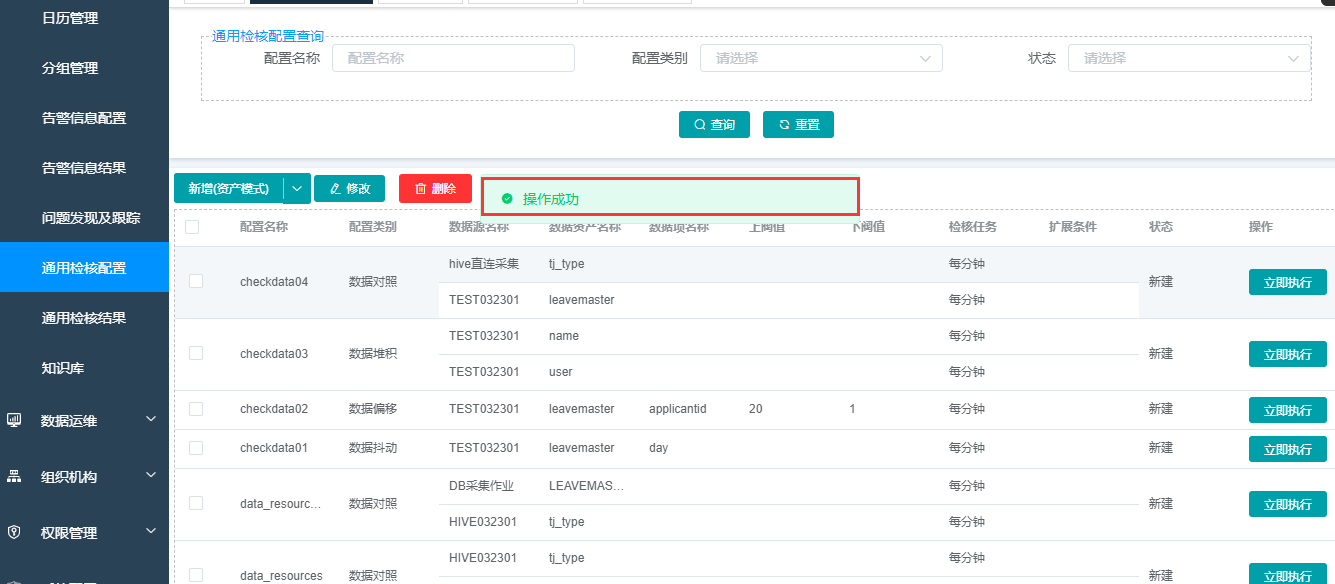 日历管理
分组管理
告警信息配置
告警信息结果
问题发现及跟踪
通用检核配置
通用检核结果
知识库
数据运维
组织机构
权限管理
通用检核配置查询
配置名称 配置名称 配置类别 请选择 状态 请选择
查询 重置
新增(资产模式) 修改 删除
操作成功
配置名称 配置类别 数据源名称 数据资产名称 数据项名称 上阀值 下阀值 检核任务 扩展条件 状态 操作
checkdata04 数据对照 hive直连采集 tj_type 每分钟 新建 立即执行
TEST032301 leavemaster 每分钟
checkdata03 数据堆积 TEST032301 name 每分钟 新建 立即执行
TEST032301 user 每分钟
checkdata02 数据偏移 TEST032301 leavemaster applicantid 20 1 每分钟 新建 立即执行
checkdata01 数据抖动 TEST032301 leavemaster day 每分钟 新建 立即执行
data_resourc... 数据对照 DB采集作业 LEAVEMAS... 每分钟 新建 立即执行
HIVE032301 tj_type 每分钟
data_resources 数据对照 HIVE032301 tj_type 每分钟 新建 立即执行